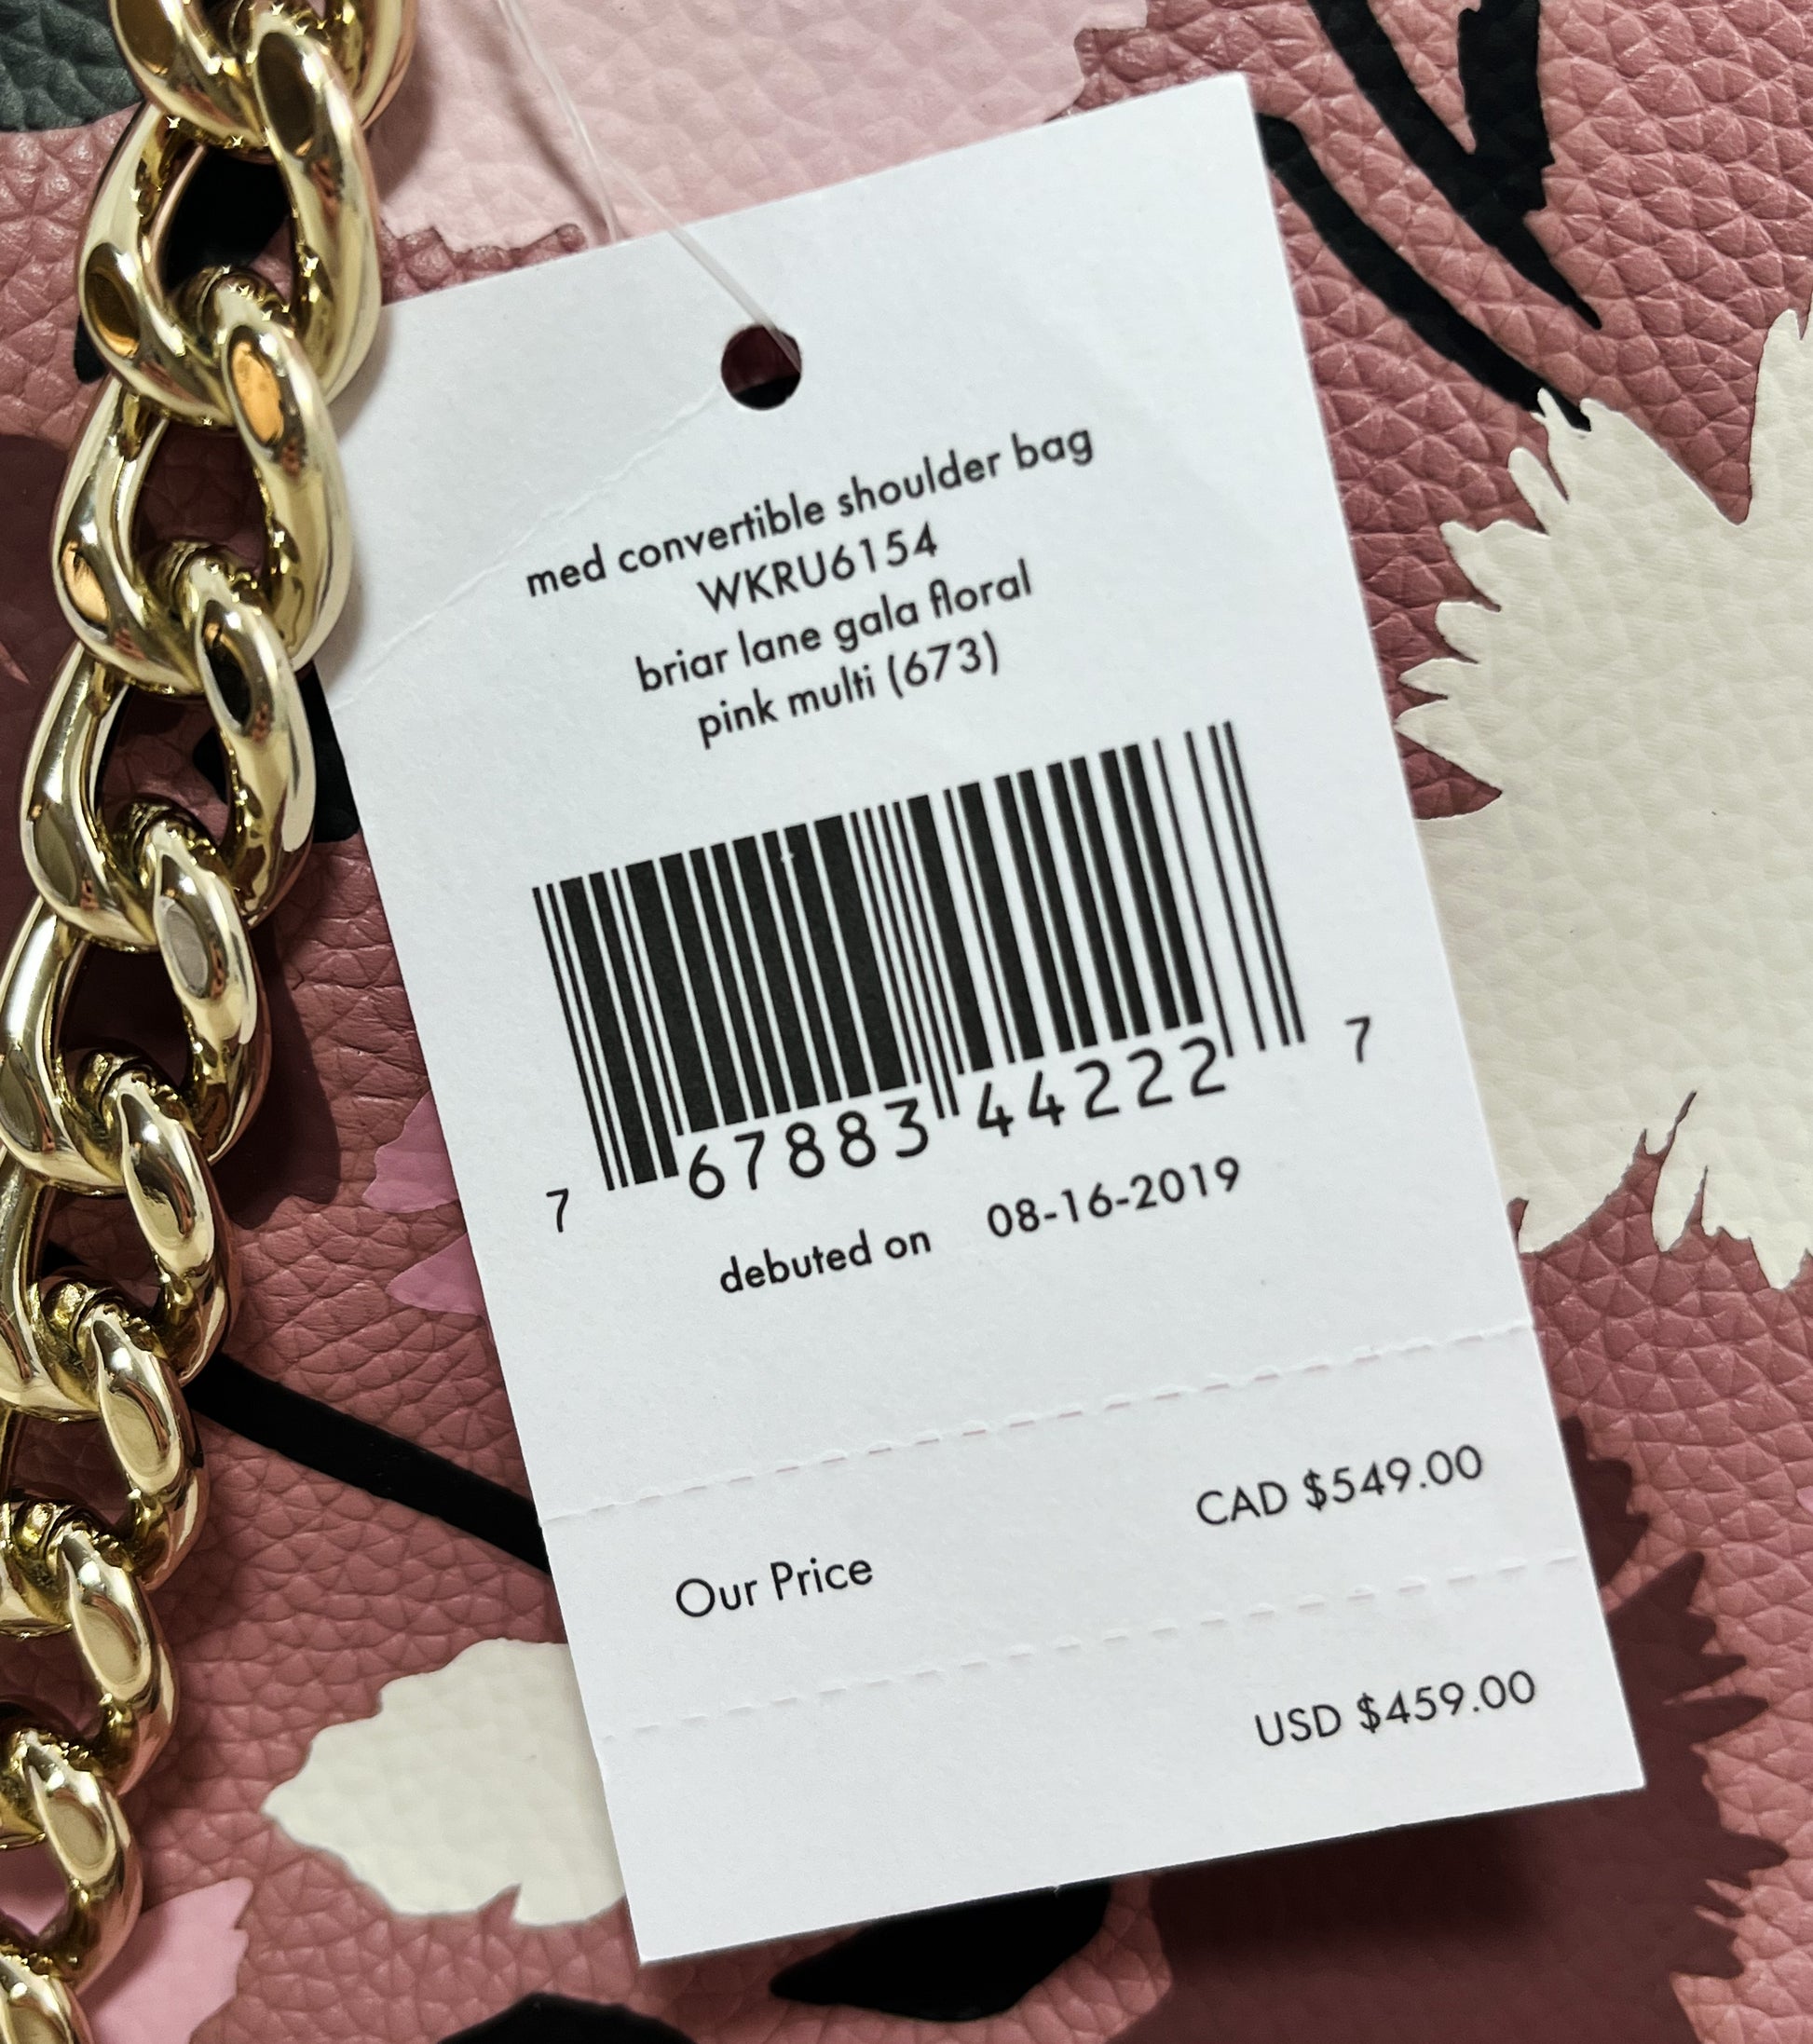 med convertible shoulder bag
WKRU6154
briar lane gala floral
pink multi (673)
7 67883 44222 7
debuted on 08-16-2019
CAD $549.00
Our Price
USD $459.00